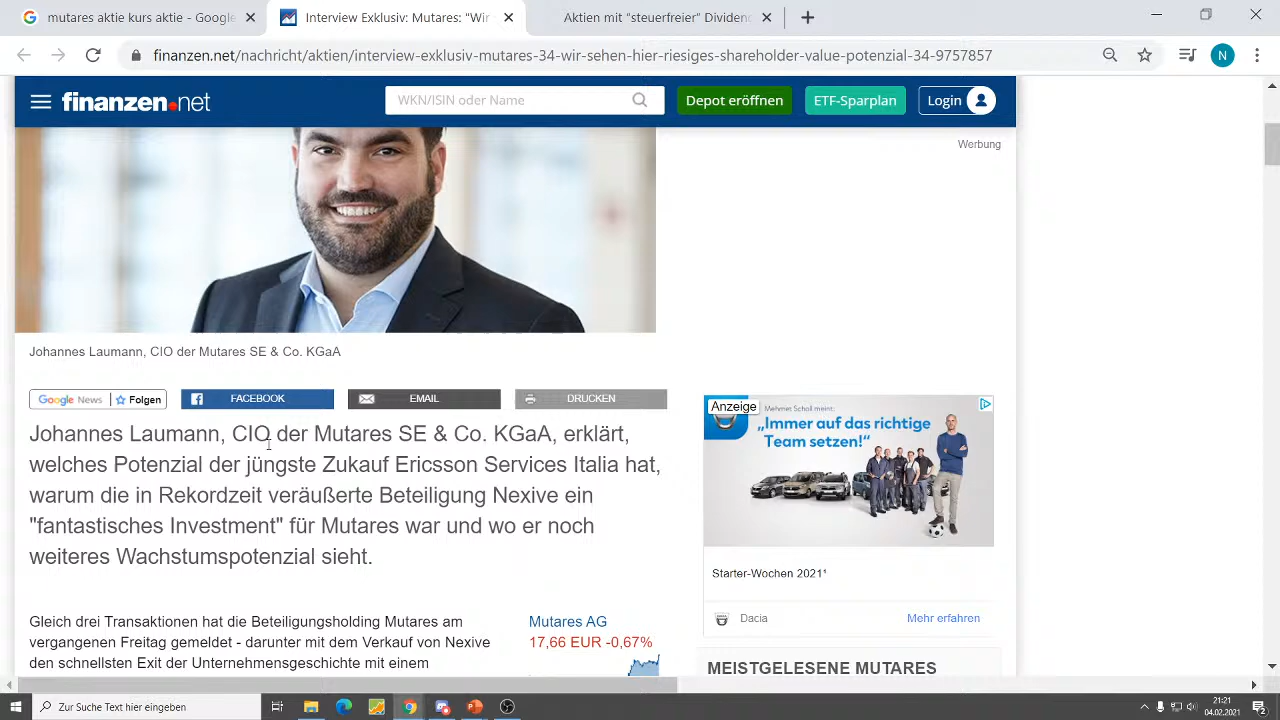 mutares aktie kurs aktie - Google
Interview Exklusiv: Mutares: "Wir
Aktien mit "steuerfreier" Dividend
finanzen.net/nachricht/aktien/interview-exklusiv-mutares-34-wir-sehen-hier-riesiges-shareholder-value-potenzial-34-9757857
N
finanzen.net
WKN/ISIN oder Name
Depot eröffnen
ETF-Sparplan
Login
Werbung
Johannes Laumann, CIO der Mutares SE & Co. KGaA
Google News
Folgen
FACEBOOK
EMAIL
DRUCKEN
Johannes Laumann, CIO der Mutares SE & Co. KGaA, erklärt,
welches Potenzial der jüngste Zukauf Ericsson Services Italia hat,
warum die in Rekordzeit veräußerte Beteiligung Nexive ein
"fantastisches Investment" für Mutares war und wo er noch
weiteres Wachstumspotenzial sieht.
Anzeige
Mehmet Scholl meint:
„Immer auf das richtige
Team setzen!“
Starter-Wochen 2021¹
Dacia
Mehr erfahren
Gleich drei Transaktionen hat die Beteiligungsholding Mutares am
vergangenen Freitag gemeldet - darunter mit dem Verkauf von Nexive
den schnellsten Exit der Unternehmensgeschichte mit einem
Mutares AG
17,66 EUR -0,67%
MEISTGELESENE MUTARES
Zur Suche Text hier eingeben
21:21
04.02.2021
2